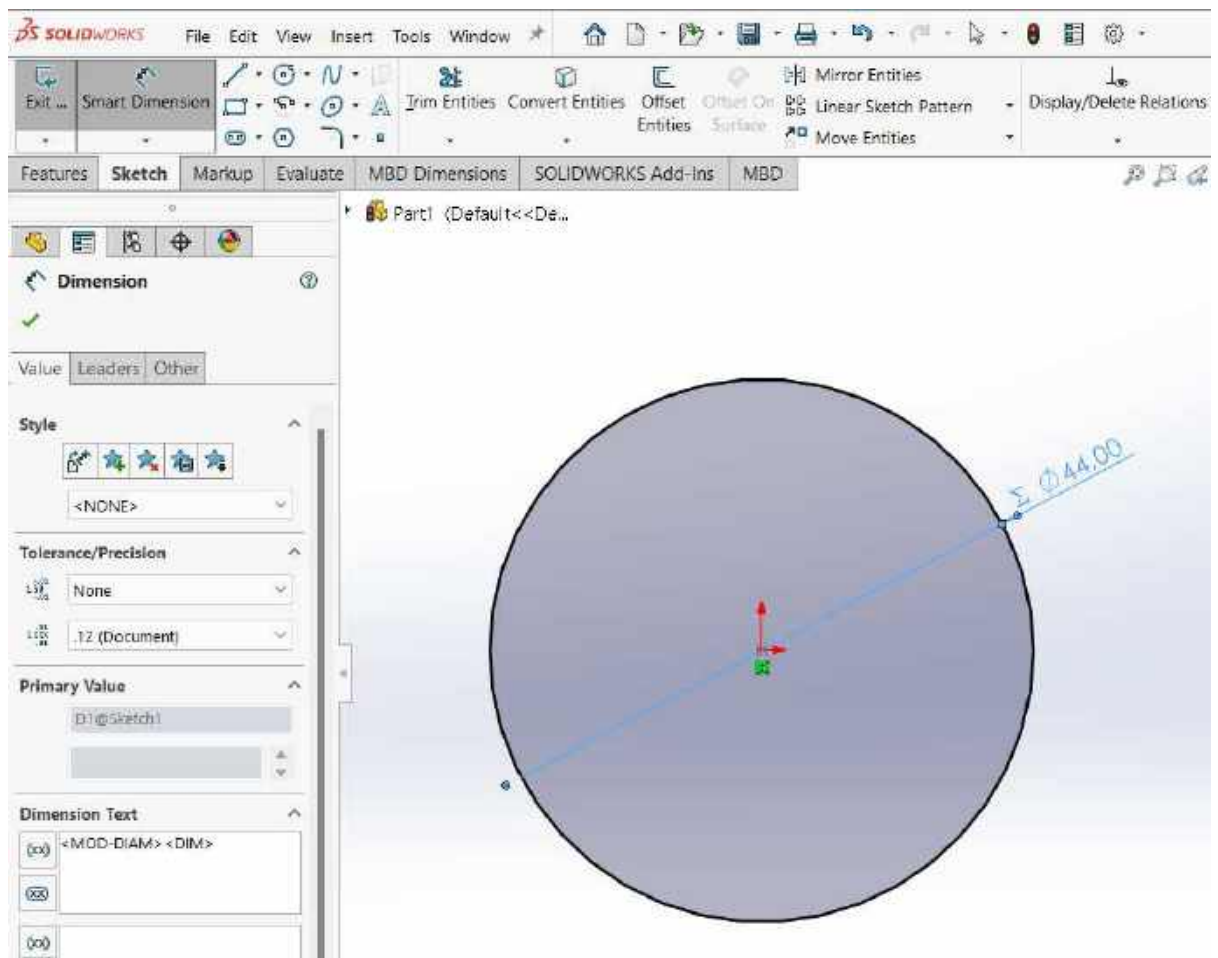 SOLIDWORKS File Edit View Insert Tools Window
Exit ... Smart Dimension Trim Entities Convert Entities Offset Entities Offset On Surface Mirror Entities
Linear Sketch Pattern
Move Entities
Display/Delete Relations
Features Sketch Markup Evaluate MBD Dimensions SOLIDWORKS Add-Ins MBD
Part1 (Default<<De...
Dimension
Value Leaders Other
Style
<NONE>
Tolerance/Precision
None
.12 (Document)
Primary Value
D1@Sketch1
Dimension Text
<MOD-DIAM><DIM>
Σ ∅44,00